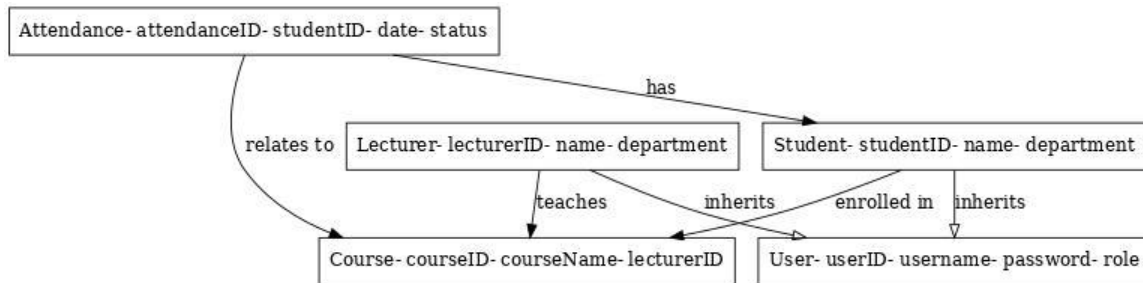 Attendance- attendanceID- studentID- date- status
has
relates to
Lecturer- lecturerID- name- department
Student- studentID- name- department
teaches
inherits
enrolled in
inherits
Course- courseID- courseName- lecturerID
User- userID- username- password- role